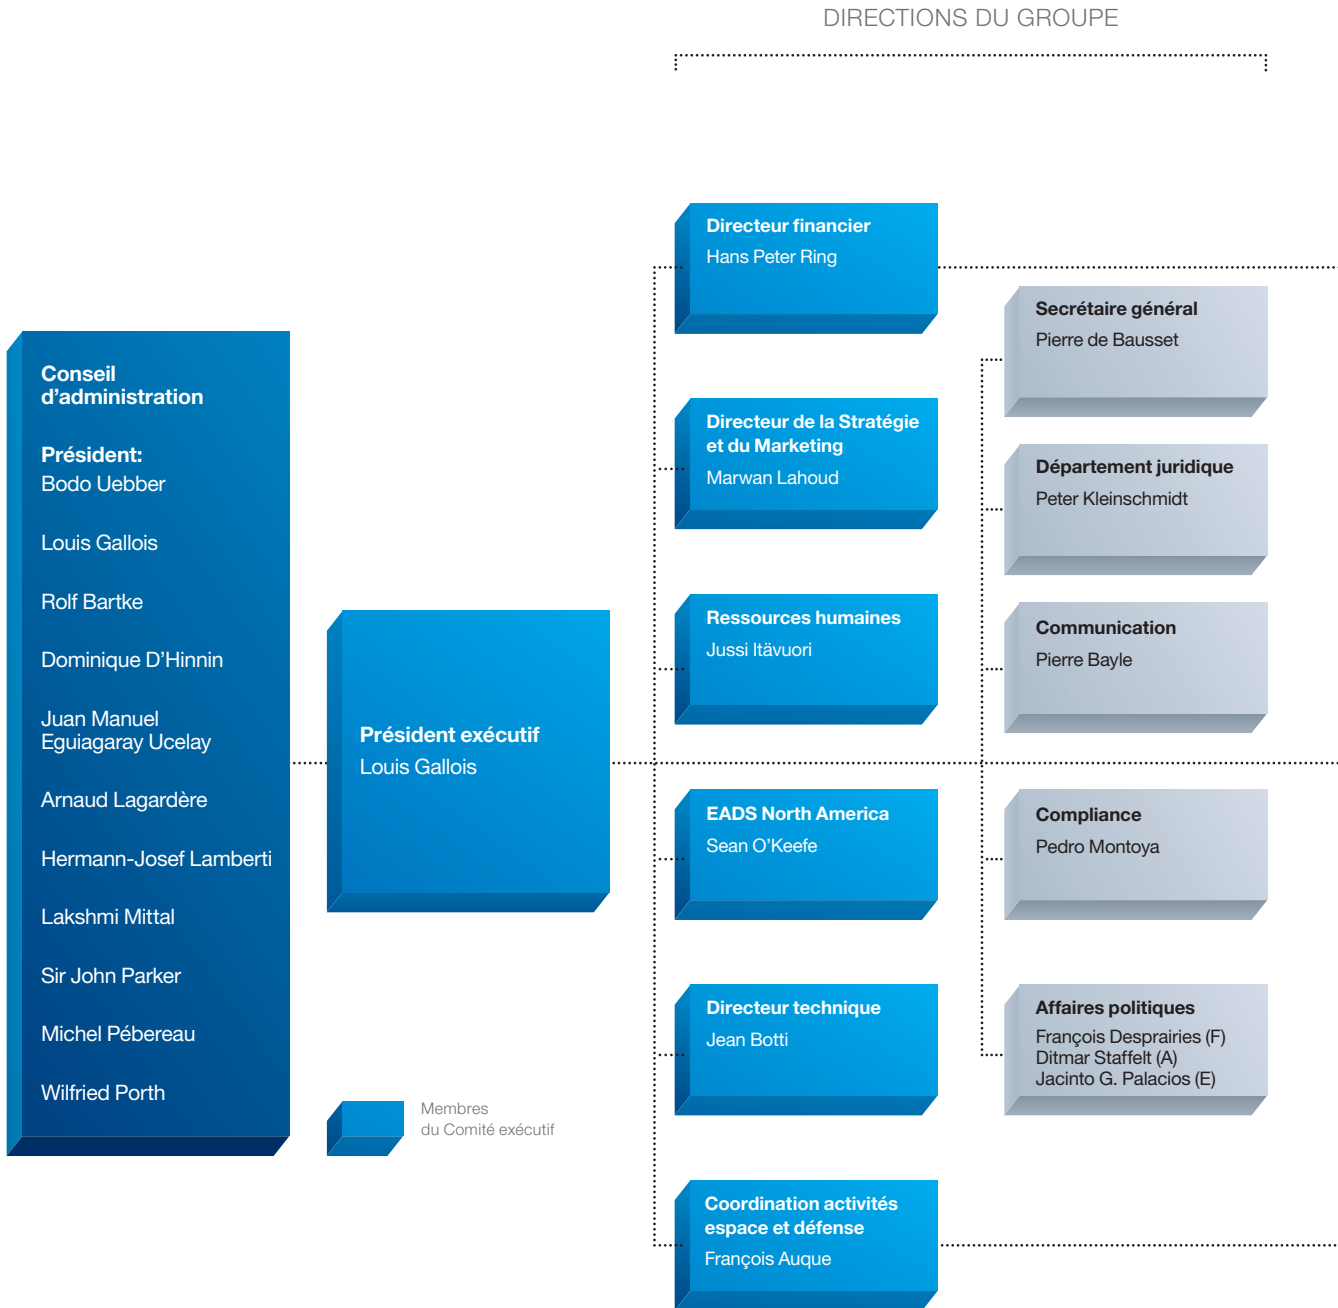 DIRECTIONS DU GROUPE
Conseil
d’administration
Président:
Bodo Uebber
Louis Gallois
Rolf Bartke
Dominique D’Hinnin
Juan Manuel
Eguiagaray Ucelay
Arnaud Lagardère
Hermann-Josef Lamberti
Lakshmi Mittal
Sir John Parker
Michel Pébereau
Wilfried Porth
Président exécutif
Louis Gallois
Membres
du Comité exécutif
Directeur financier
Hans Peter Ring
Directeur de la Stratégie
et du Marketing
Marwan Lahoud
Ressources humaines
Jussi Itävuori
EADS North America
Sean O’Keefe
Directeur technique
Jean Botti
Coordination activités
espace et défense
François Auque
Secrétaire général
Pierre de Bausset
Département juridique
Peter Kleinschmidt
Communication
Pierre Bayle
Compliance
Pedro Montoya
Affaires politiques
François Desprairies (F)
Ditmar Staffelt (A)
Jacinto G. Palacios (E)